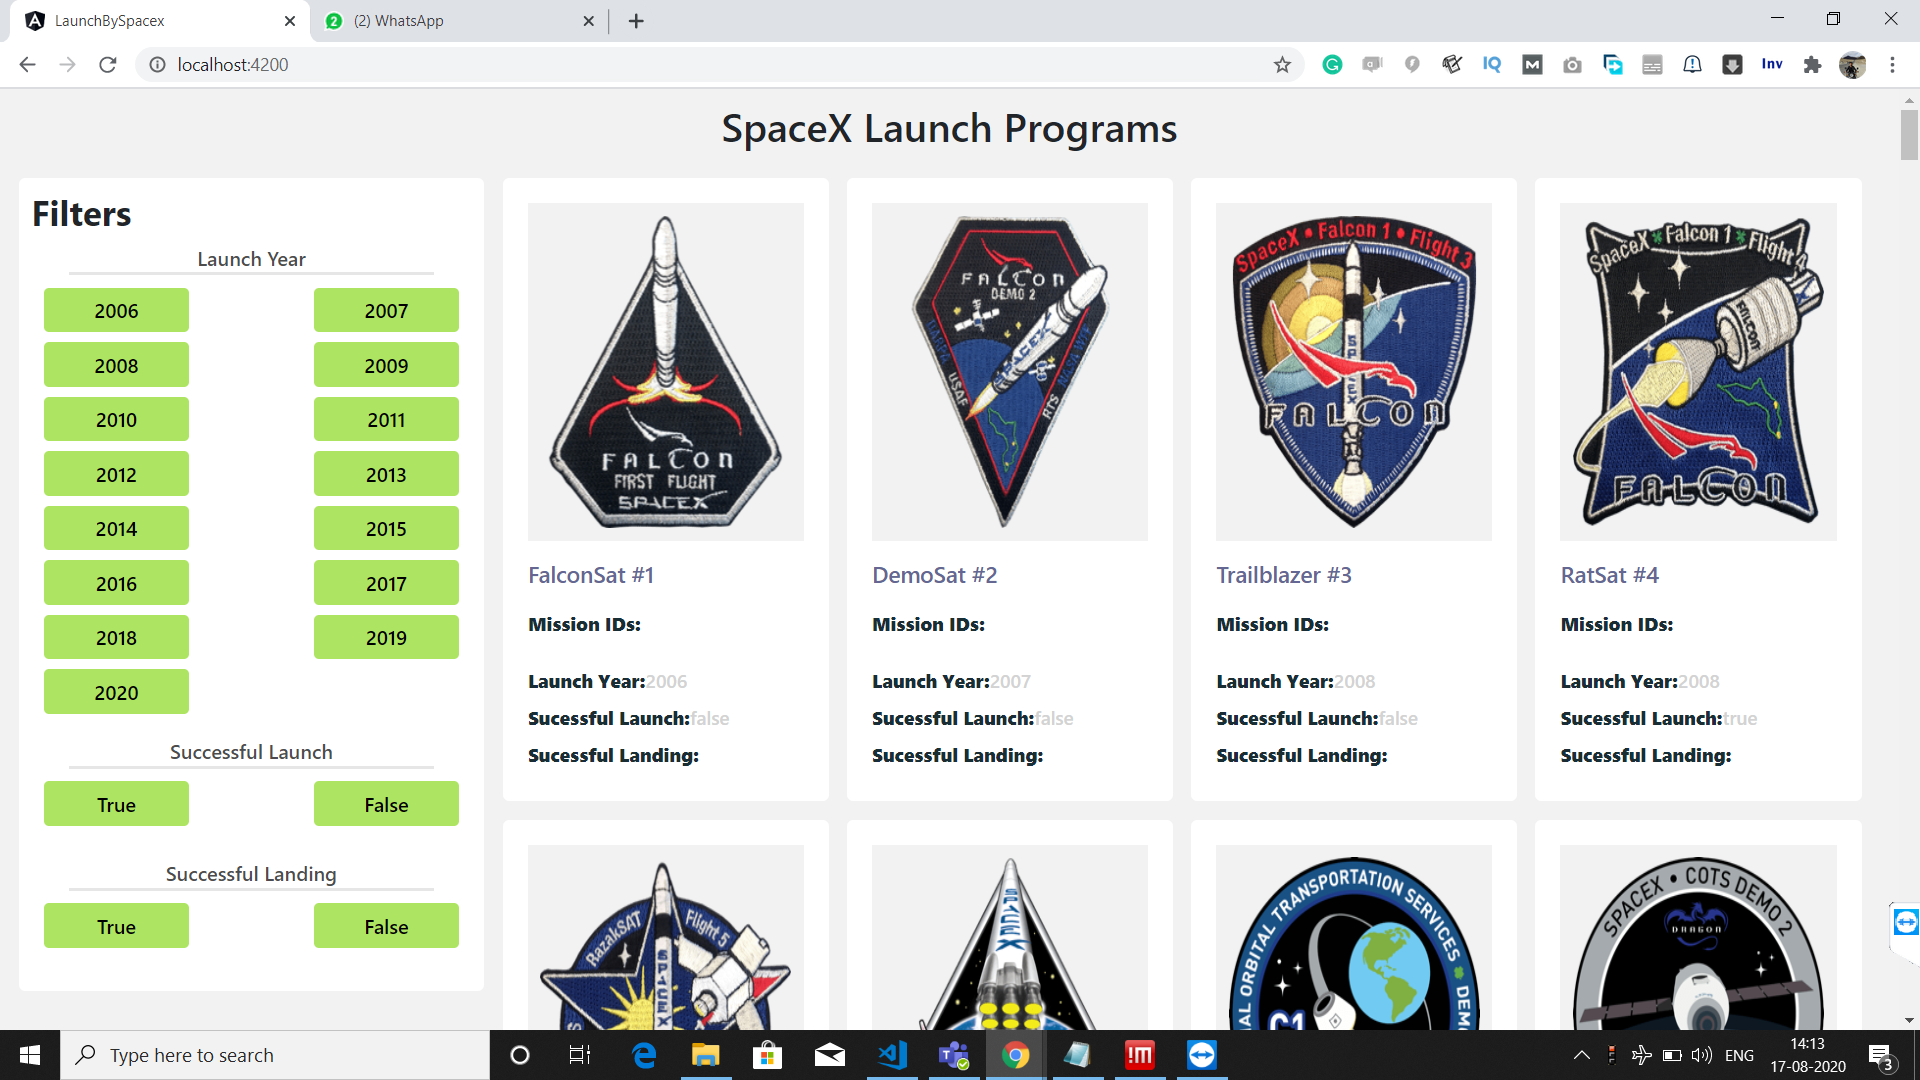 LaunchBySpacex
2 (2) WhatsApp
localhost:4200
IQ
M
Inv
SpaceX Launch Programs
Filters
Launch Year
2006 2007
2008 2009
2010 2011
2012 2013
2014 2015
2016 2017
2018 2019
2020
Successful Launch
True False
Successful Landing
True False
FALCON
FIRST FLIGHT
SPACEX
FalconSat #1
Mission IDs:
Launch Year:2006
Sucessful Launch:false
Sucessful Landing:
FALCON
DEMO 2
SPACEX
USAF
RTS
DemoSat #2
Mission IDs:
Launch Year:2007
Sucessful Launch:false
Sucessful Landing:
SpaceX • Falcon 1 • Flight 3
SPACEX
FALCON
Trailblazer #3
Mission IDs:
Launch Year:2008
Sucessful Launch:false
Sucessful Landing:
SpaceX Falcon 1 Flight 4
FALCON
FALCON
RatSat #4
Mission IDs:
Launch Year:2008
Sucessful Launch:true
Sucessful Landing:
RazakSAT Flight 5
SPACEX
SPACEX
ORBITAL TRANSPORTATION SERVICES
C1
SPACEX • COTS DEMO 2
DRAGON
Type here to search
ENG
14:13
17-08-2020
3